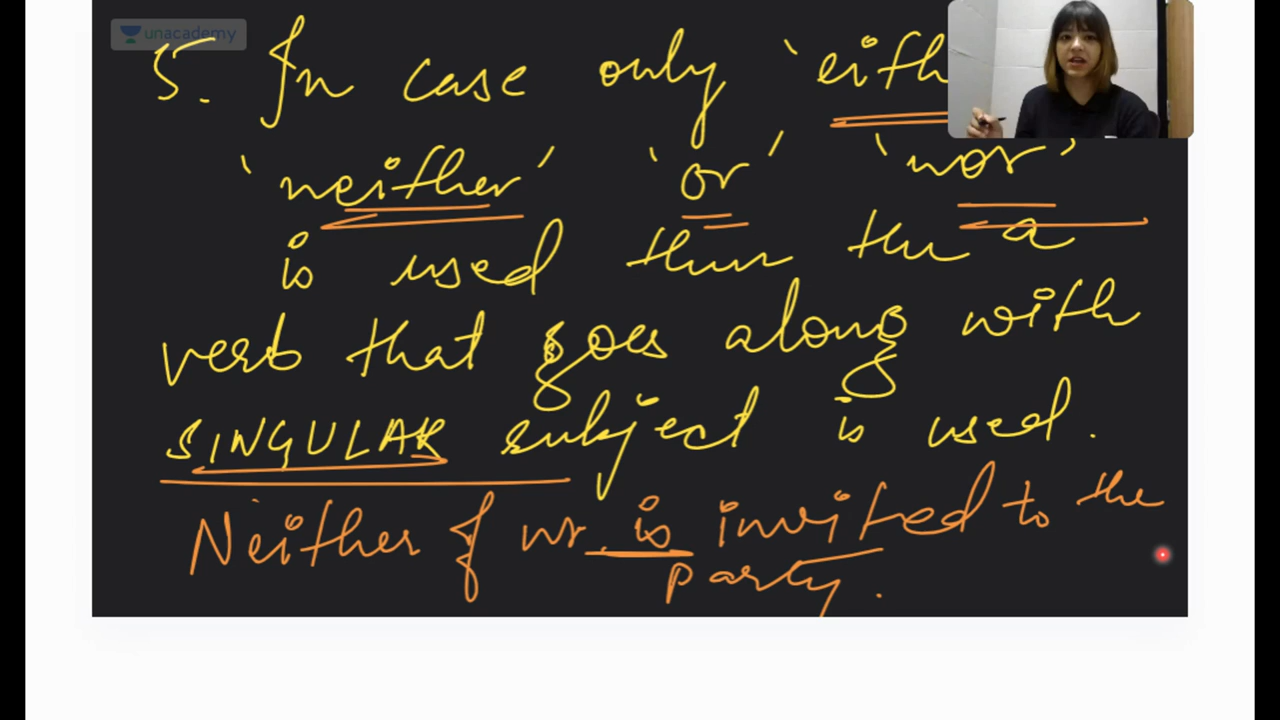 unacademy
5. In case only 'eith
'neither' 'or' 'nor'
is used then the a
verb that goes along with
SINGULAR subject is used.
Neither of us is invited to the
party.